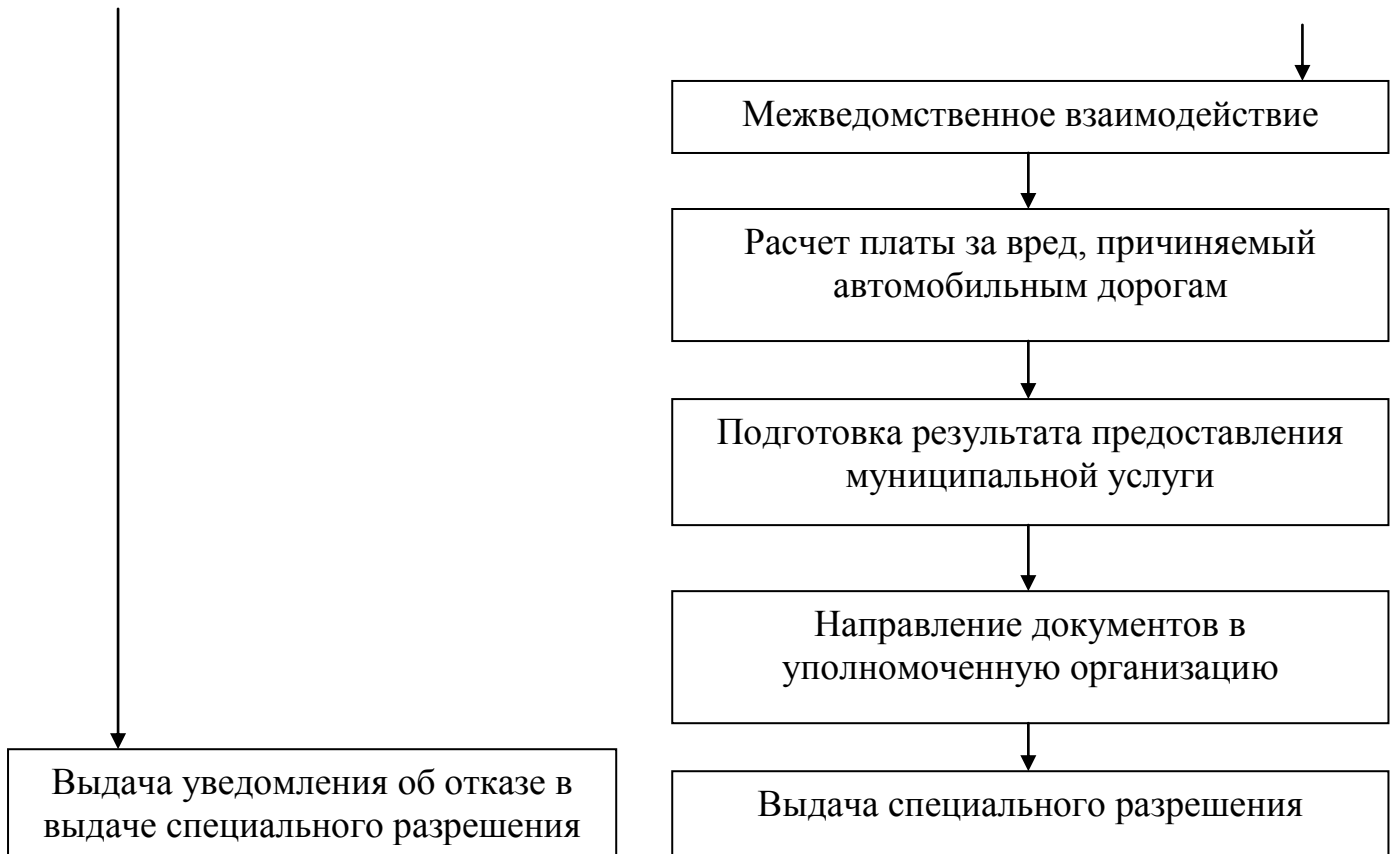 Межведомственное взаимодействие
Расчет платы за вред, причиняемый
автомобильным дорогам
Подготовка результата предоставления
муниципальной услуги
Направление документов в
уполномоченную организацию
Выдача уведомления об отказе в
выдаче специального разрешения
Выдача специального разрешения